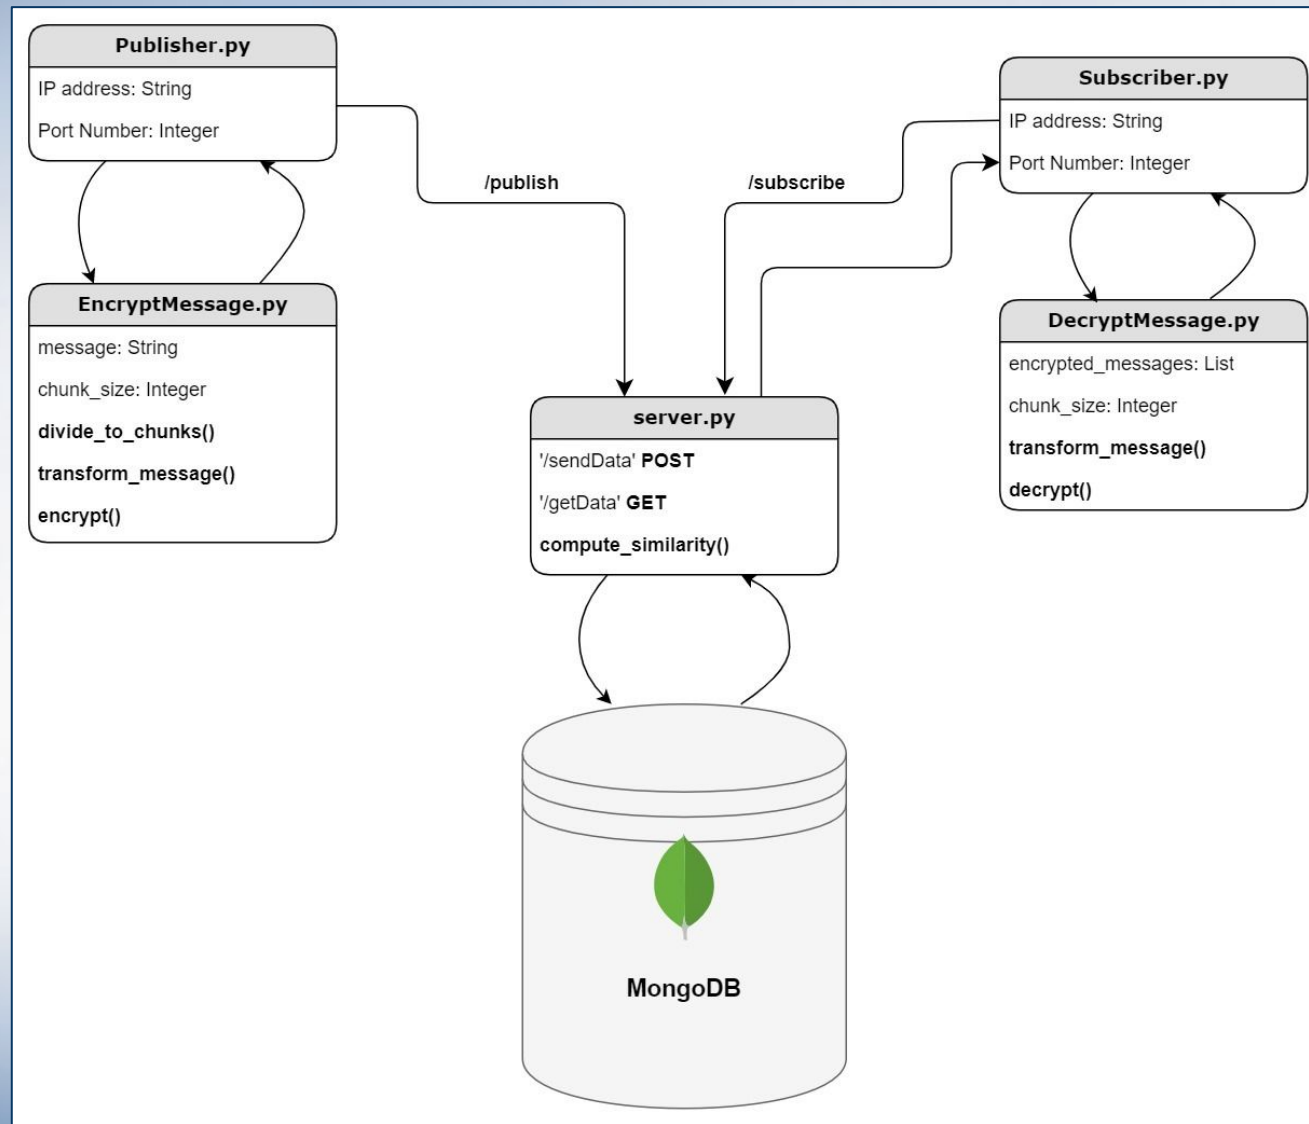 Publisher.py
IP address: String
Port Number: Integer
EncryptMessage.py
message: String
chunk_size: Integer
divide_to_chunks()
transform_message()
encrypt()
/publish
/subscribe
Subscriber.py
IP address: String
Port Number: Integer
DecryptMessage.py
encrypted_messages: List
chunk_size: Integer
transform_message()
decrypt()
server.py
'/sendData' POST
'/getData' GET
compute_similarity()
MongoDB